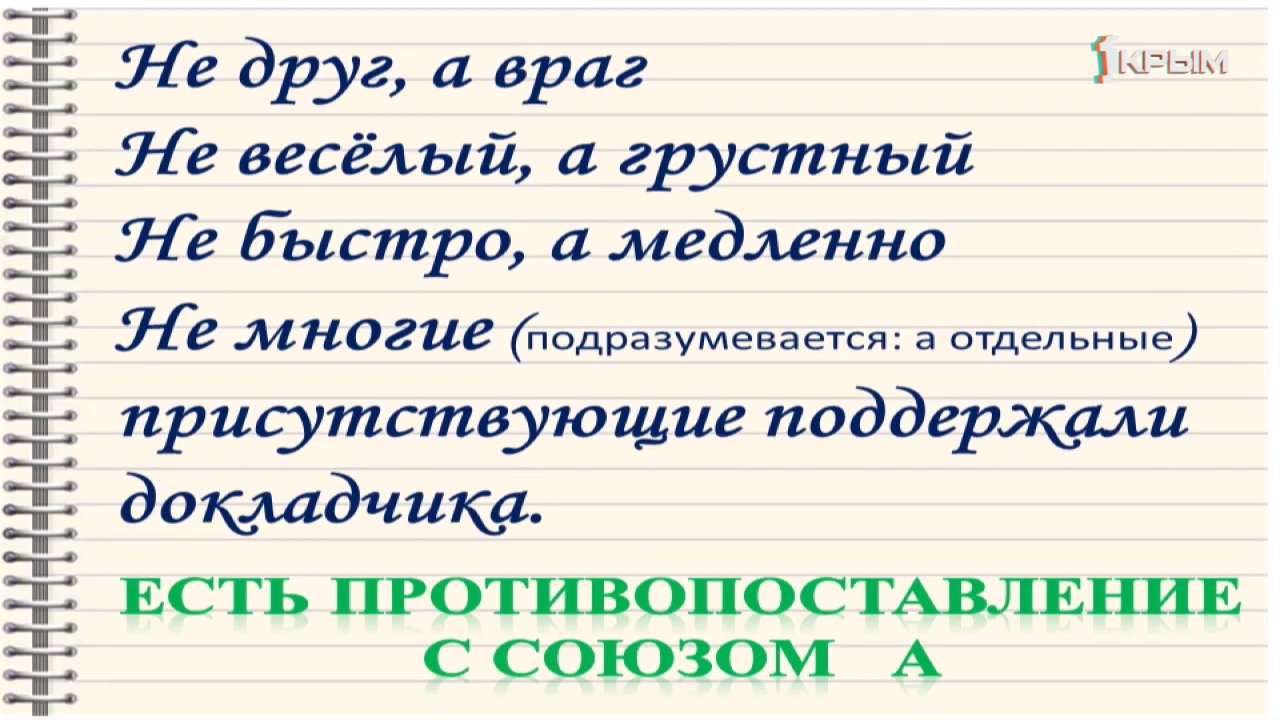 1КРЫМ
Не друг, а враг
Не весёлый, а грустный
Не быстро, а медленно
Не многие (подразумевается: а отдельные)
присутствующие поддержали
докладчика.
ЕСТЬ ПРОТИВОПОСТАВЛЕНИЕ
С СОЮЗОМ А